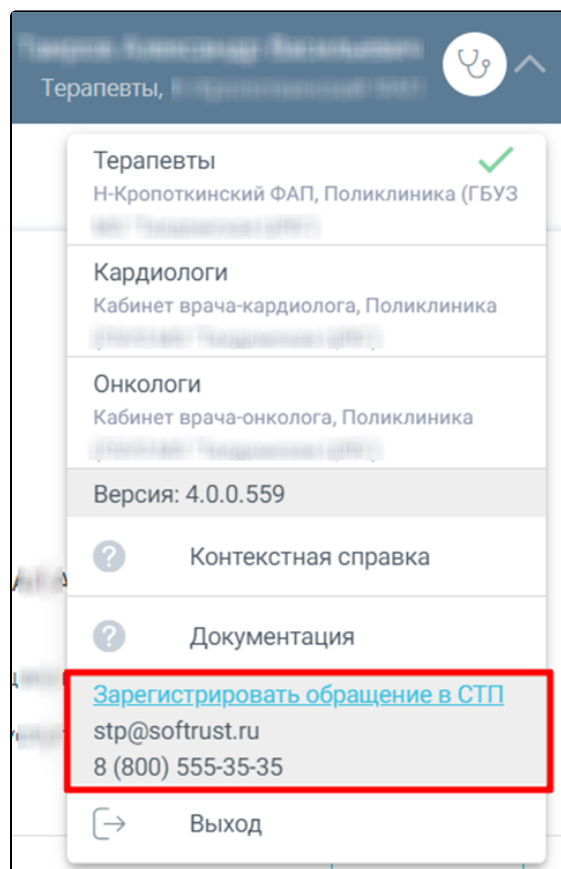 Терапевты,
Терапевты
Н-Кропоткинский ФАП, Поликлиника (ГБУЗ
Кардиологи
Кабинет врача-кардиолога, Поликлиника
Онкологи
Кабинет врача-онколога, Поликлиника
Версия: 4.0.0.559
Контекстная справка
Документация
Зарегистрировать обращение в СТП
stp@softrust.ru
8 (800) 555-35-35
Выход